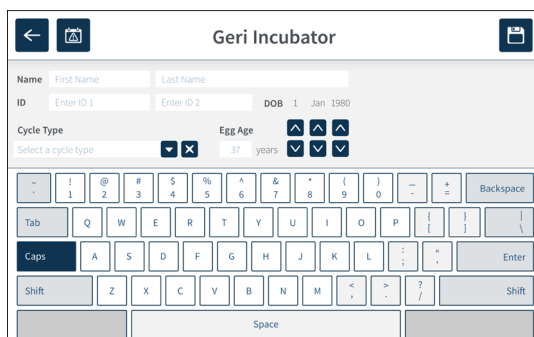 Geri Incubator
Name First Name Last Name
ID Enter ID 1 Enter ID 2 DOB 1 Jan 1980
Cycle Type Egg Age
Select a cycle type 37 years
~ ! @ # $ % ^ & * ( ) _ +
` 1 2 3 4 5 6 7 8 9 0 - = Backspace
Tab Q W E R T Y U I O P { } |
[ ] \
Caps A S D F G H J K L : “ Enter
; ‘
Shift Z X C V B N M < > ? Shift
, . /
Space